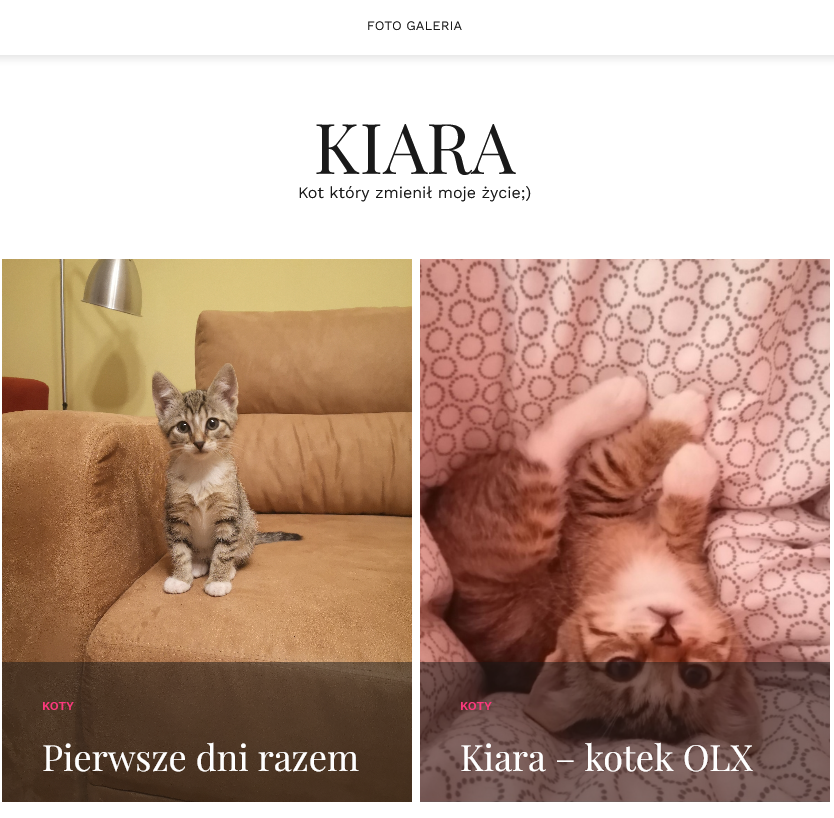 FOTO GALERIA
KIARA
Kot który zmienił moje życie;)
KOTY
Pierwsze dni razem
KOTY
Kiara – kotek OLX